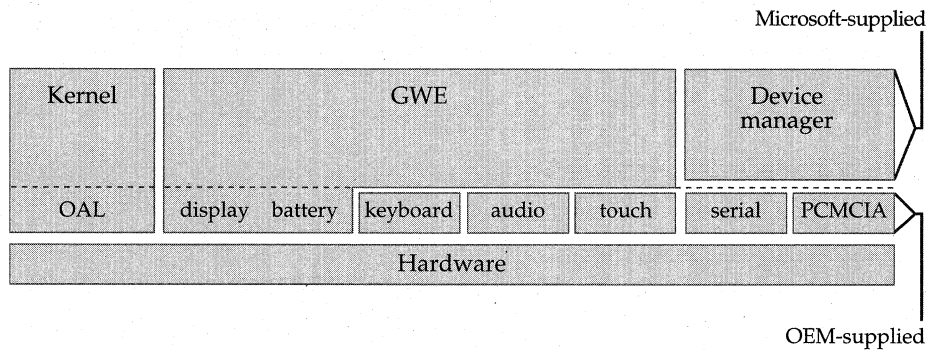 Microsoft-supplied
Kernel
GWE
Device
manager
OAL
display
battery
keyboard
audio
touch
serial
PCMCIA
Hardware
OEM-supplied